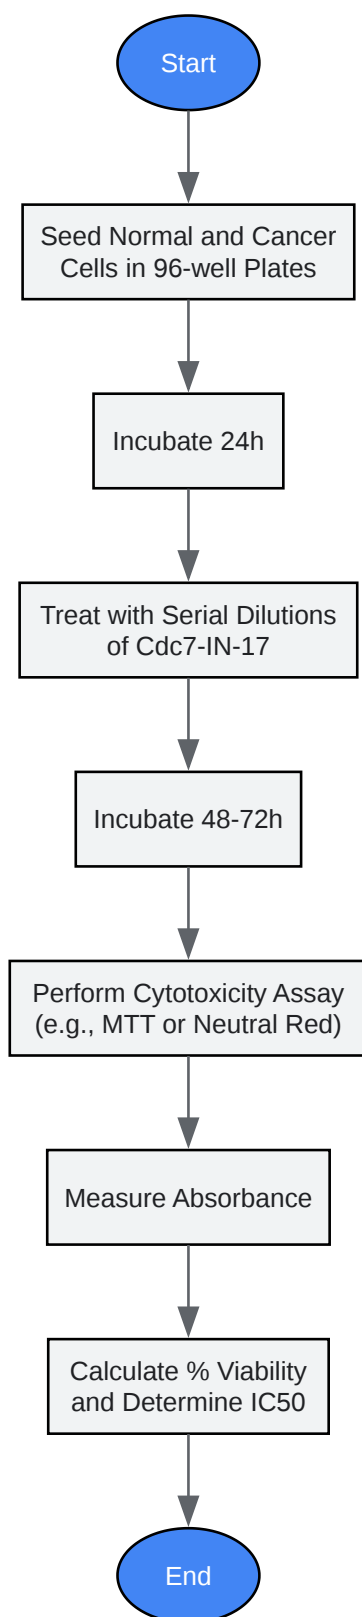 Start
Seed Normal and Cancer
Cells in 96-well Plates
Incubate 24h
Treat with Serial Dilutions
of Cdc7-IN-17
Incubate 48-72h
Perform Cytotoxicity Assay
(e.g., MTT or Neutral Red)
Measure Absorbance
Calculate % Viability
and Determine IC50
End